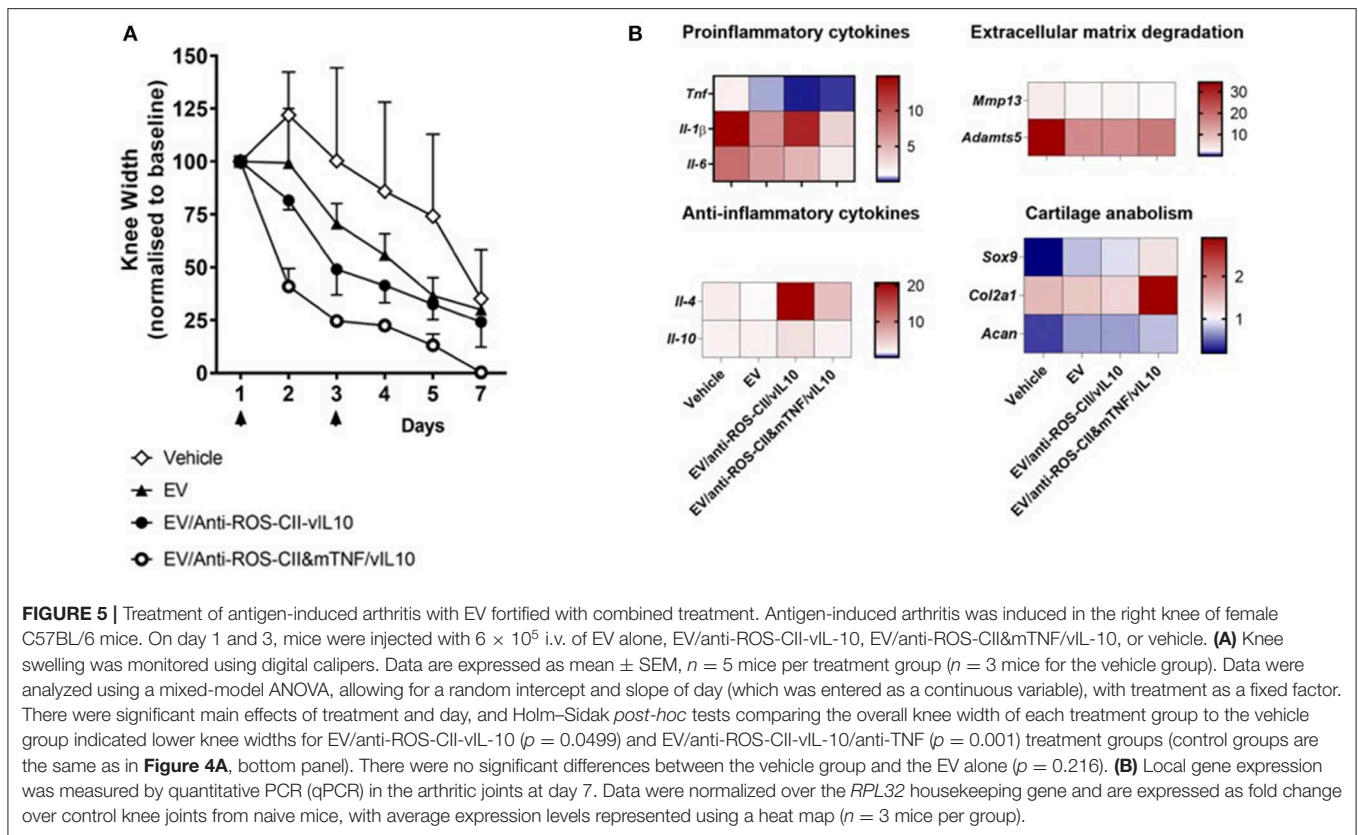 A
150
125
100
75
50
25
0
Knee Width
(normalised to baseline)
1 2 3 4 5 7
Days
Vehicle
EV
EV/Anti-ROS-CII-vIL10
EV/Anti-ROS-CII&mTNF/vIL10
B
Proinflammatory cytokines
Tnf
Il-1β
Il-6
10
5
Extracellular matrix degradation
Mmp13
Adamts5
30
20
10
Anti-inflammatory cytokines
Il-4
Il-10
20
10
Vehicle
EV
EV/anti-ROS-CII/vIL10
EV/anti-ROS-CII&mTNF/vIL10
Cartilage anabolism
Sox9
Col2a1
Acan
2
1
Vehicle
EV
EV/anti-ROS-CII/vIL10
EV/anti-ROS-CII&mTNF/vIL10
FIGURE 5 | Treatment of antigen-induced arthritis with EV fortified with combined treatment. Antigen-induced arthritis was induced in the right knee of female
C57BL/6 mice. On day 1 and 3, mice were injected with 6 × 10⁵ i.v. of EV alone, EV/anti-ROS-CII-vIL-10, EV/anti-ROS-CII&mTNF/vIL-10, or vehicle. (A) Knee
swelling was monitored using digital calipers. Data are expressed as mean ± SEM, n = 5 mice per treatment group (n = 3 mice for the vehicle group). Data were
analyzed using a mixed-model ANOVA, allowing for a random intercept and slope of day (which was entered as a continuous variable), with treatment as a fixed factor.
There were significant main effects of treatment and day, and Holm–Sidak post-hoc tests comparing the overall knee width of each treatment group to the vehicle
group indicated lower knee widths for EV/anti-ROS-CII-vIL-10 (p = 0.0499) and EV/anti-ROS-CII-vIL-10/anti-TNF (p = 0.001) treatment groups (control groups are
the same as in Figure 4A, bottom panel). There were no significant differences between the vehicle group and the EV alone (p = 0.216). (B) Local gene expression
was measured by quantitative PCR (qPCR) in the arthritic joints at day 7. Data were normalized over the RPL32 housekeeping gene and are expressed as fold change
over control knee joints from naive mice, with average expression levels represented using a heat map (n = 3 mice per group).